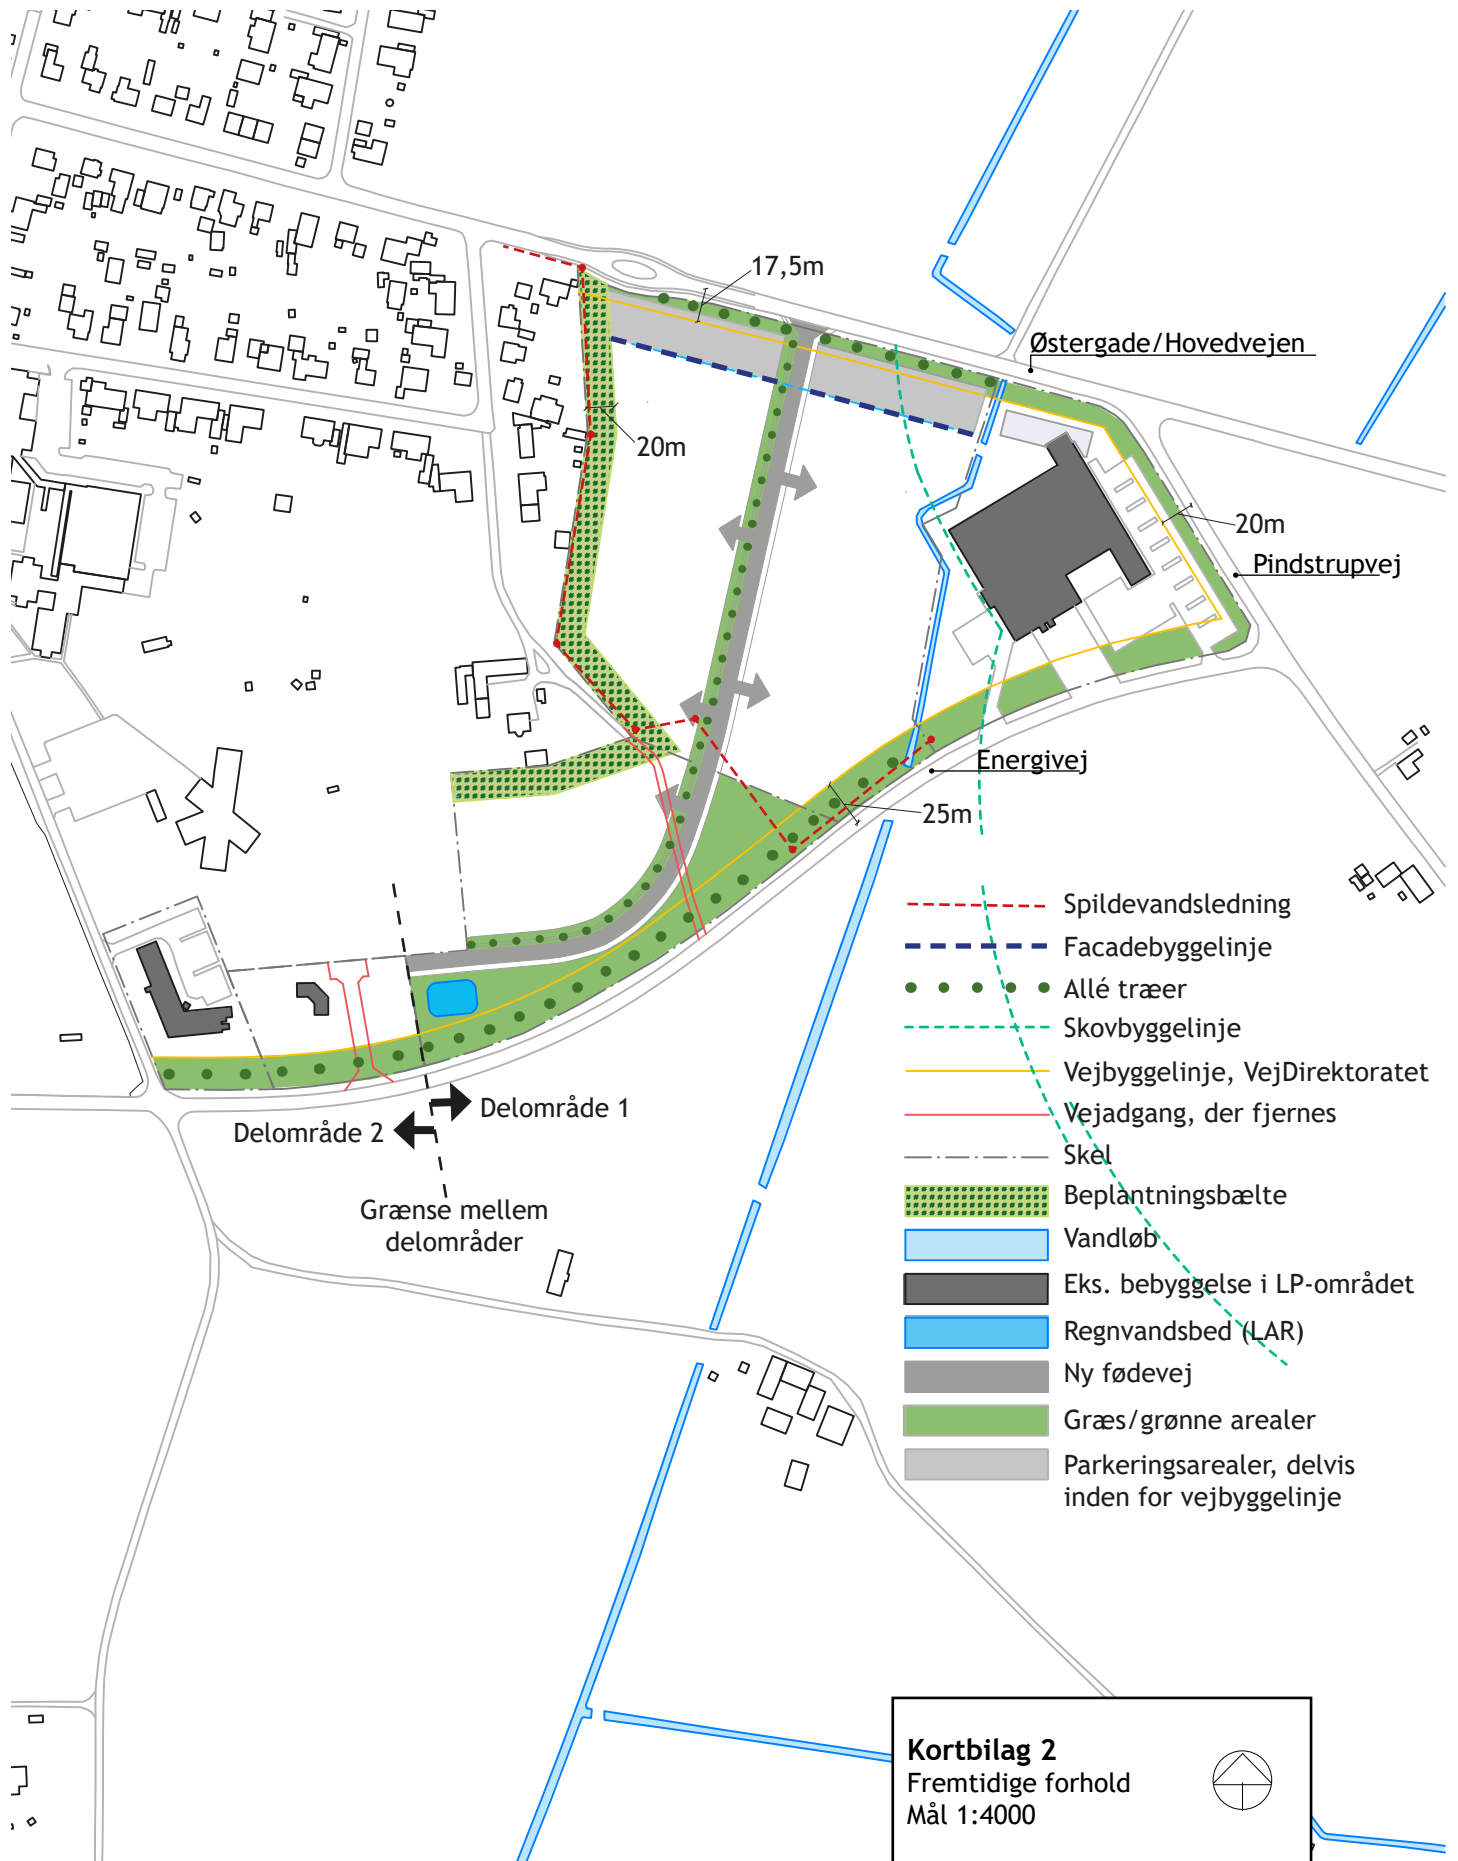 17,5m
Østergade/Hovedvejen
20m
20m
Pindstrupvej
Energivej
25m
Spildevandsledning
Facadebyggelinje
Allé træer
Skovbyggelinje
Vejbyggelinje, VejDirektoratet
Vejadgang, der fjernes
Skel
Beplantningsbælte
Vandløb
Eks. bebyggelse i LP-området
Regnvandsbed (LAR)
Ny fødevej
Græs/grønne arealer
Parkeringsarealer, delvis
inden for vejbyggelinje
Delområde 1
Delområde 2
Grænse mellem
delområder
Kortbilag 2
Fremtidige forhold
Mål 1:4000